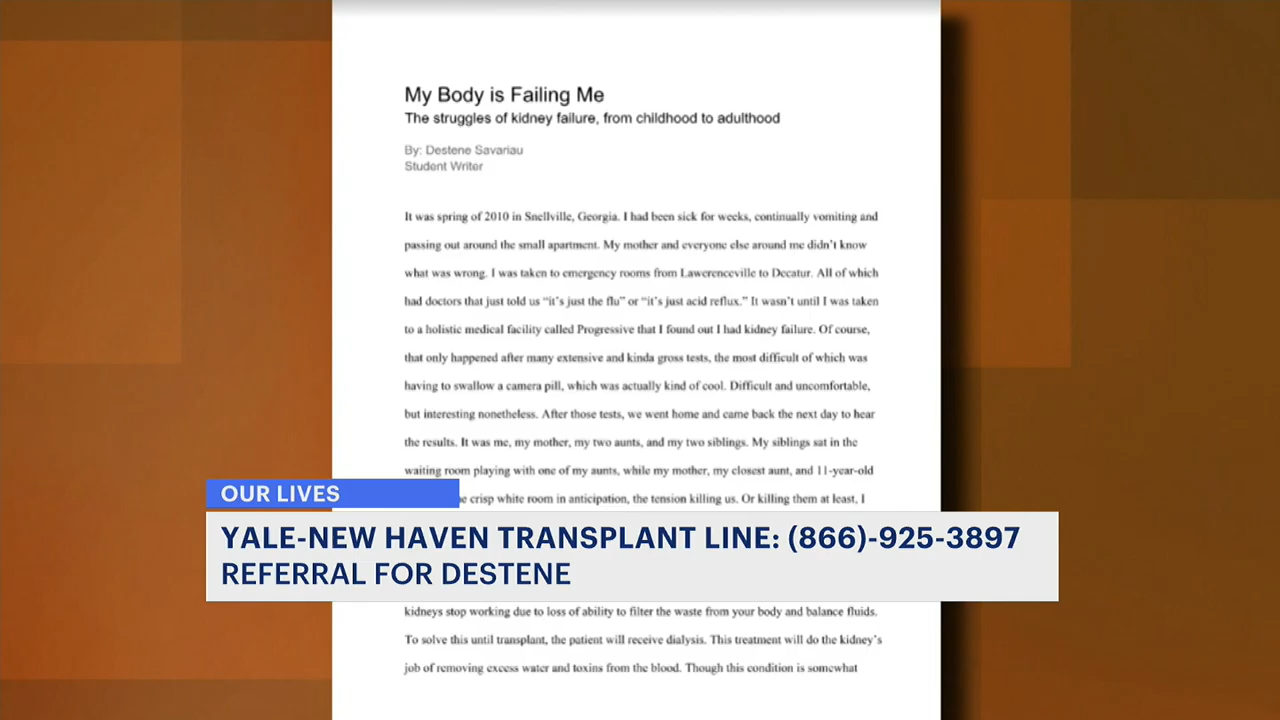 My Body is Failing Me
The struggles of kidney failure, from childhood to adulthood
By: Destene Savariau
Student Writer
It was spring of 2010 in Snellville, Georgia. I had been sick for weeks, continually vomiting and
passing out around the small apartment. My mother and everyone else around me didn't know
what was wrong. I was taken to emergency rooms from Lawerenceville to Decatur. All of which
had doctors that just told us “it's just the flu” or “it's just acid reflux.” It wasn't until I was taken
to a holistic medical facility called Progressive that I found out I had kidney failure. Of course,
that only happened after many extensive and kinda gross tests, the most difficult of which was
having to swallow a camera pill, which was actually kind of cool. Difficult and uncomfortable,
but interesting nonetheless. After those tests, we went home and came back the next day to hear
the results. It was me, my mother, my two aunts, and my two siblings. My siblings sat in the
waiting room playing with one of my aunts, while my mother, my closest aunt, and 11-year-old
crisp white room in anticipation, the tension killing us. Or killing them at least, I
OUR LIVES
YALE-NEW HAVEN TRANSPLANT LINE: (866)-925-3897
REFERRAL FOR DESTENE
kidneys stop working due to loss of ability to filter the waste from your body and balance fluids.
To solve this until transplant, the patient will receive dialysis. This treatment will do the kidney's
job of removing excess water and toxins from the blood. Though this condition is somewhat